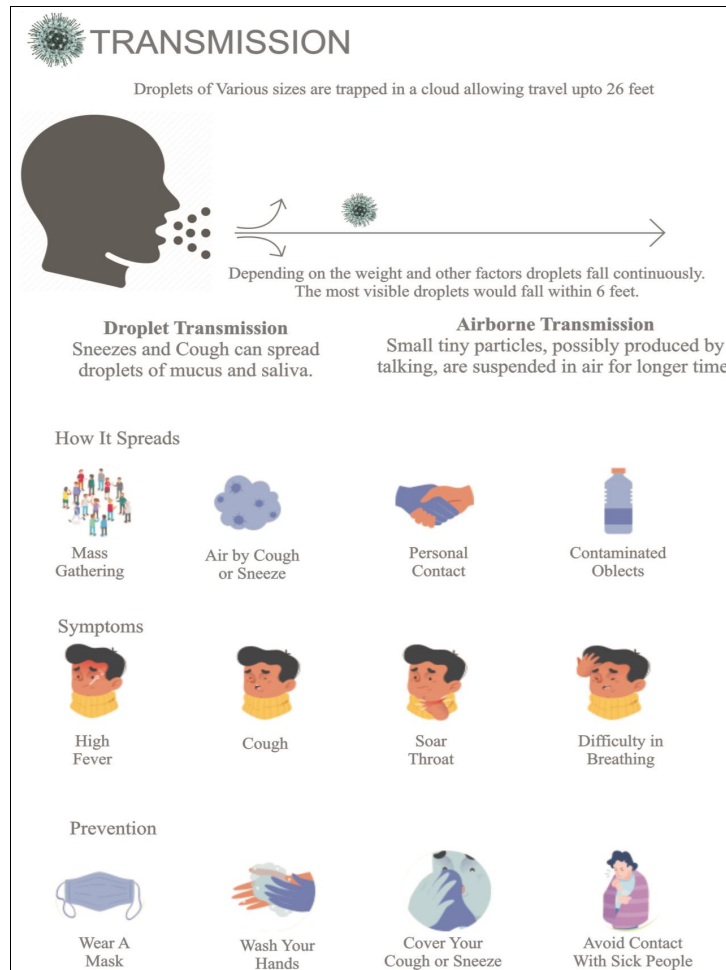 TRANSMISSION
Droplets of Various sizes are trapped in a cloud allowing travel upto 26 feet
Depending on the weight and other factors droplets fall continuously.
The most visible droplets would fall within 6 feet.
Droplet Transmission
Sneezes and Cough can spread
droplets of mucus and saliva.
Airborne Transmission
Small tiny particles, possibly produced by
talking, are suspended in air for longer time
How It Spreads
Mass
Gathering
Air by Cough
or Sneeze
Personal
Contact
Contaminated
Oblects
Symptoms
High
Fever
Cough
Soar
Throat
Difficulty in
Breathing
Prevention
Wear A
Mask
Wash Your
Hands
Cover Your
Cough or Sneeze
Avoid Contact
With Sick People